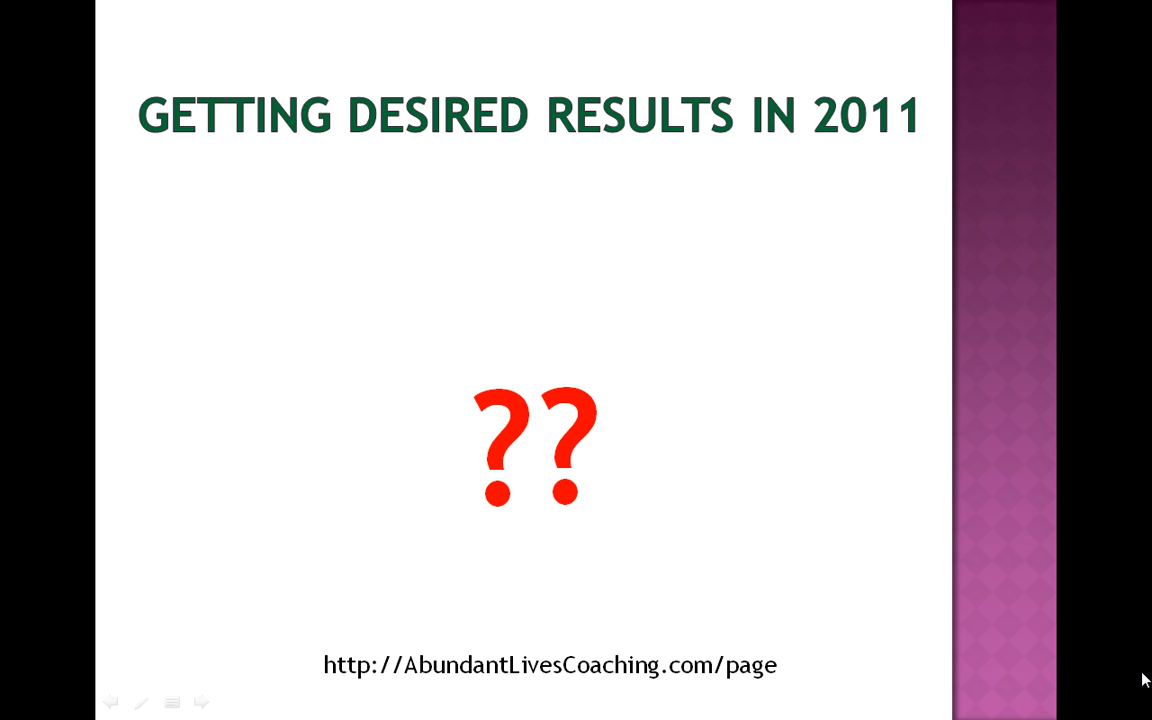 GETTING DESIRED RESULTS IN 2011
??
http://AbundantLivesCoaching.com/page